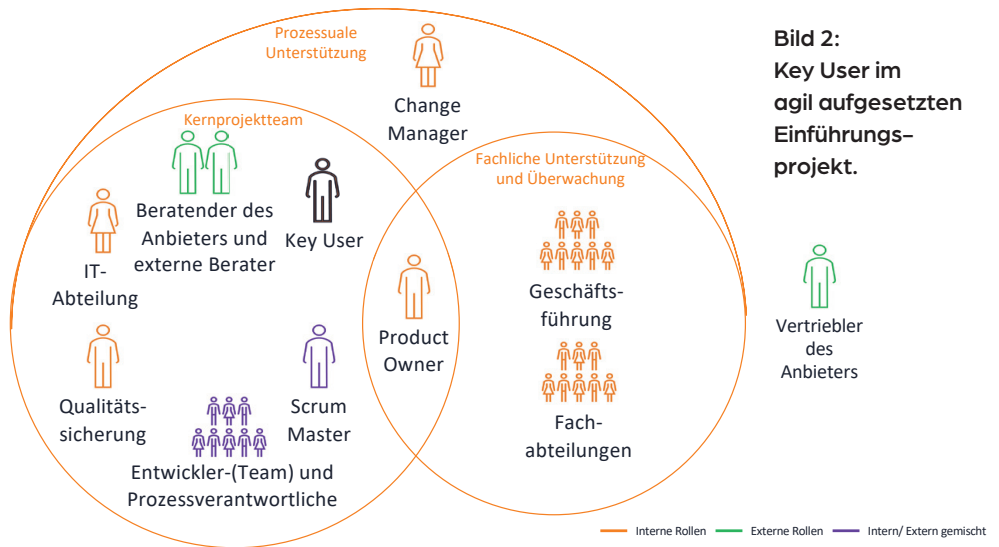 Prozessuale
Unterstützung
Change
Manager
Bild 2:
Key User im
agil aufgesetzten
Einführungs-
projekt.
Kernprojektteam
Beratender des
Anbieters und
externe Berater
Key User
IT-
Abteilung
Qualitäts-
sicherung
Scrum
Master
Entwickler-(Team) und
Prozessverantwortliche
Product
Owner
Fachliche Unterstützung
und Überwachung
Geschäfts-
führung
Fach-
abteilungen
Vertriebler
des
Anbieters
Interne Rollen
Externe Rollen
Intern/ Extern gemischt